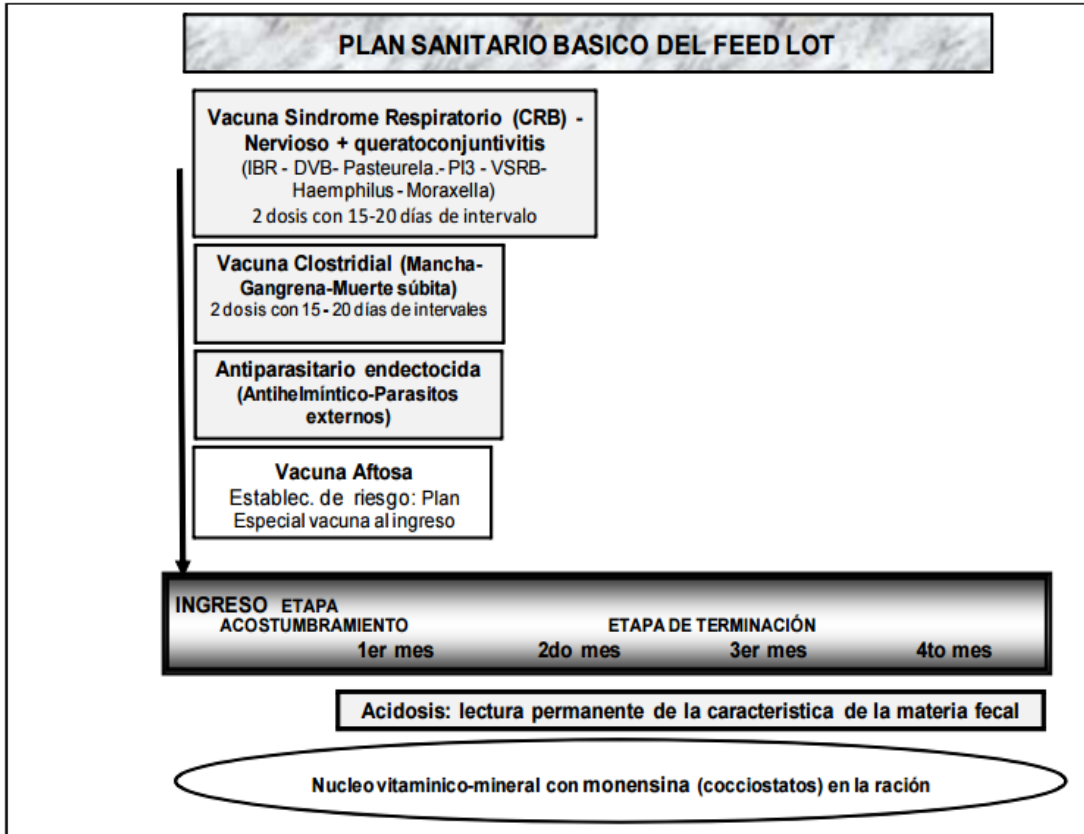 PLAN SANITARIO BASICO DEL FEED LOT
Vacuna Sindrome Respiratorio (CRB) -
Nervioso + queratoconjuntivitis
(IBR - DVB- Pasteurela.- PI3 - VSRB-
Haemphilus - Moraxella)
2 dosis con 15-20 días de intervalo
Vacuna Clostridial (Mancha-
Gangrena-Muerte súbita)
2 dosis con 15 - 20 días de intervales
Antiparasitario endectocida
(Antihelmíntico-Parasitos
externos)
Vacuna Aftosa
Establec. de riesgo: Plan
Especial vacuna al ingreso
INGRESO ETAPA
ACOSTUMBRAMIENTO ETAPA DE TERMINACIÓN
1er mes 2do mes 3er mes 4to mes
Acidosis: lectura permanente de la caracteristica de la materia fecal
Nucleo vitaminico-mineral con monensina (cocciostatos) en la ración